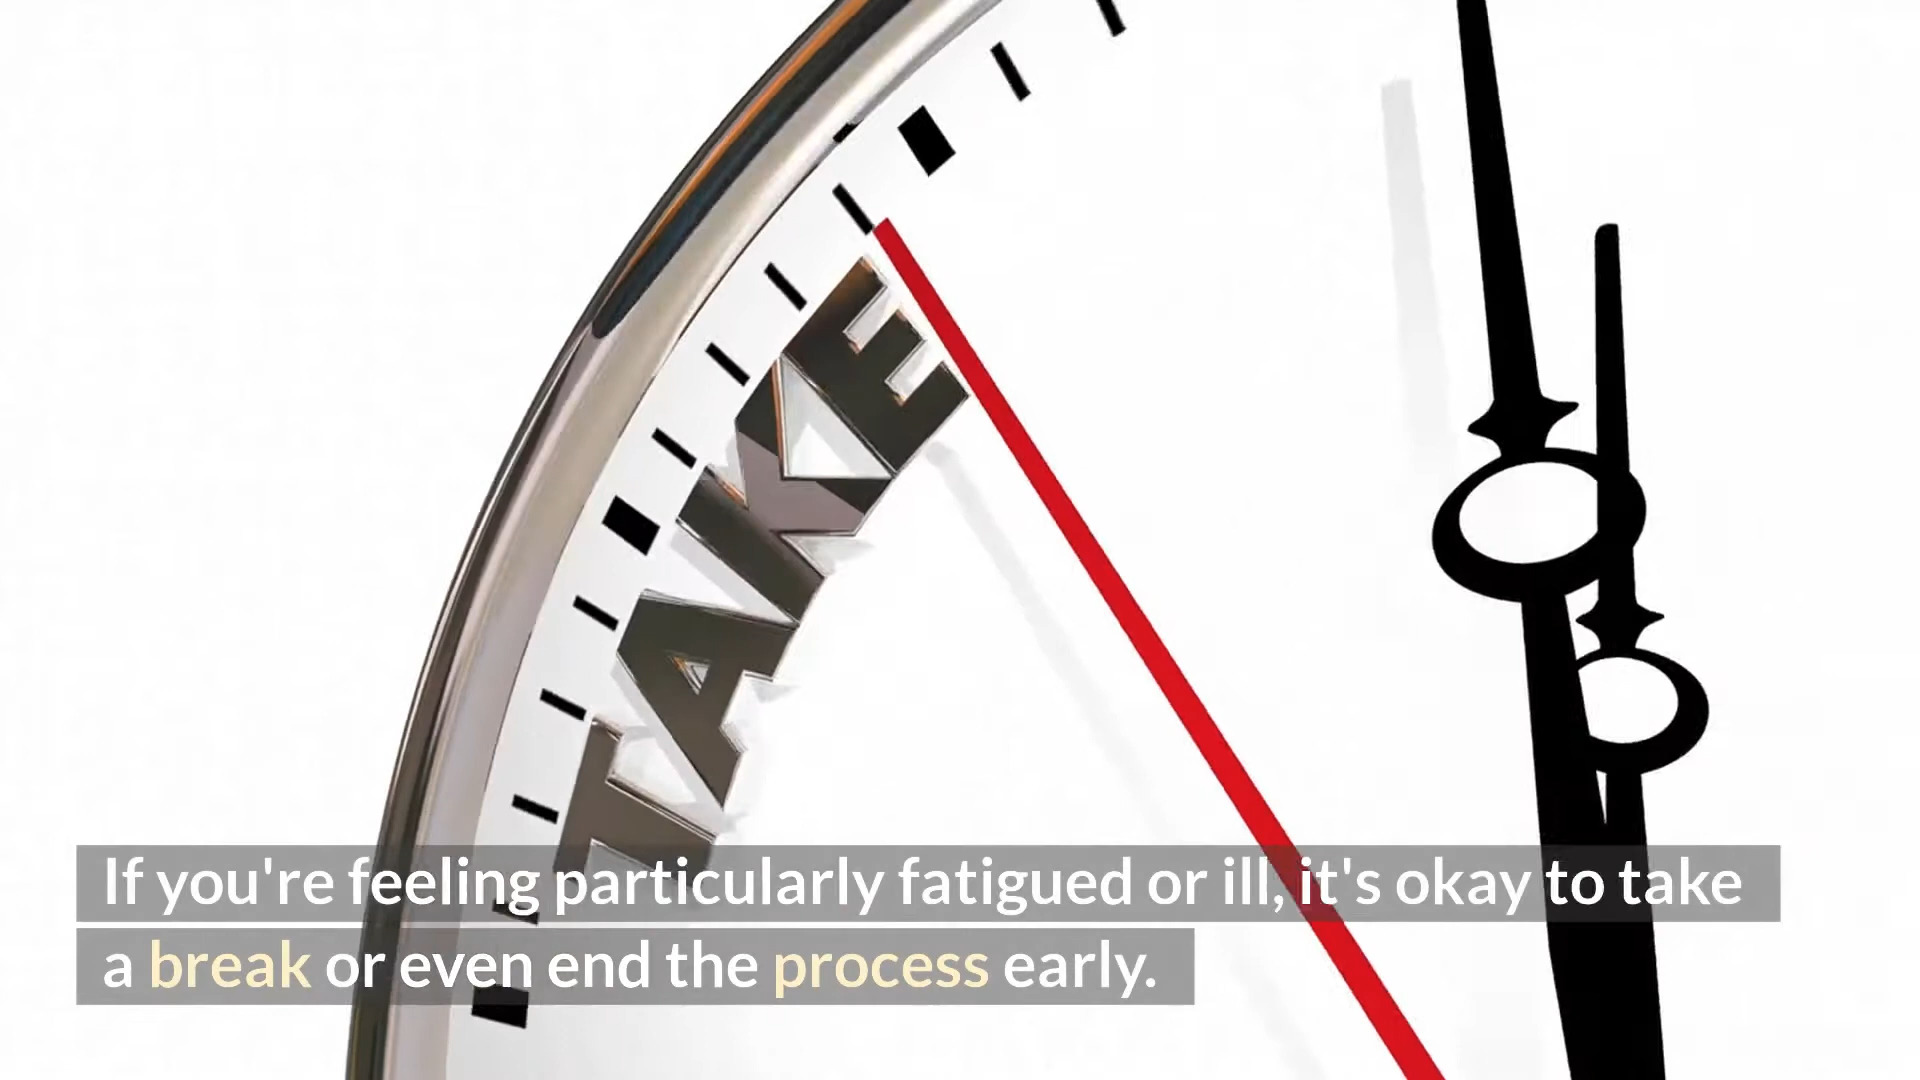 TAKE
If you're feeling particularly fatigued or ill, it's okay to take
a break or even end the process early.